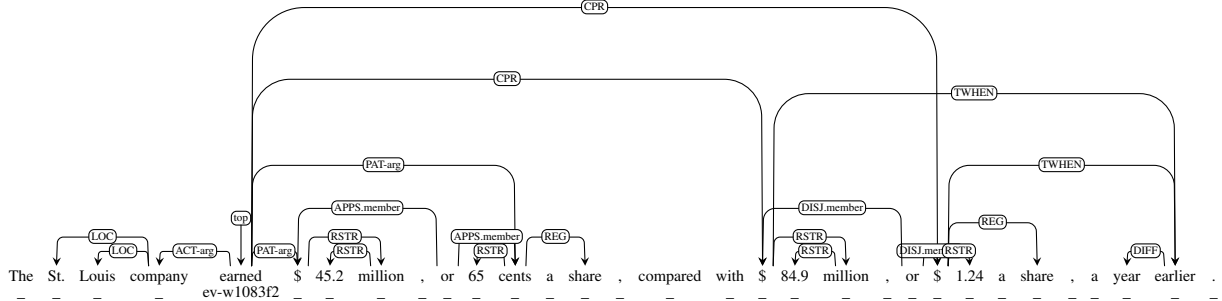 CPR
CPR
TWHEN
PAT-arg
TWHEN
top
APPS.member
DISJ.member
REG
LOC
LOC
ACT-arg
PAT-arg
RSTR
RSTR
APPS.member
RSTR
REG
RSTR
RSTR
RSTR
DIFF
The St. Louis company earned $ 45.2 million , or 65 cents a share , compared with $ 84.9 million , or $ 1.24 a share , a year earlier .
_ _ _ _ ev-w1083f2 _ _ _ _ _ _ _ _ _ _ _ _ _ _ _ _ _ _ _ _ _ _ _ _ _ _